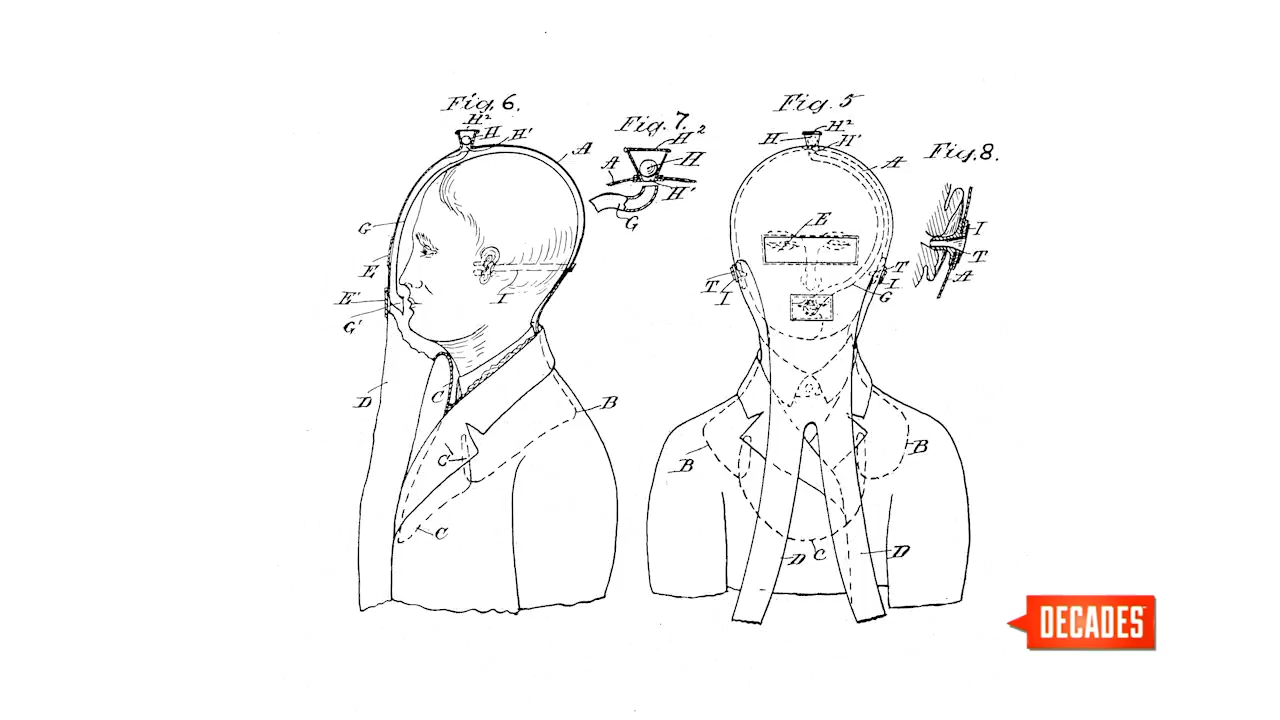 Fig. 6.
H²
H
H'
A
G
E
E'
G'
I
D
C
B
C
C
Fig. 7.
H²
A
H
H'
G
Fig. 5
H²
H
H'
A
E
T
I
T
I
G
B
B
D
C
D
Fig. 8.
I
T
A
DECADES